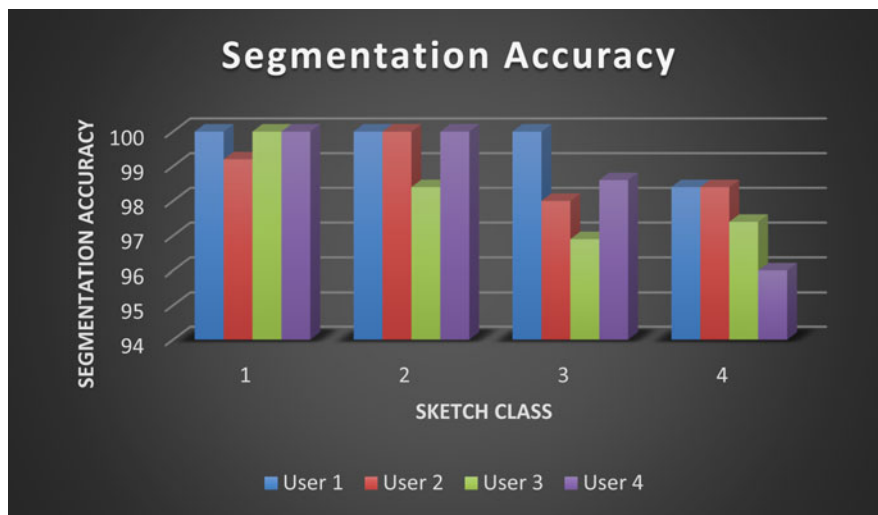 Segmentation Accuracy
SEGMENTATION ACCURACY
100
99
98
97
96
95
94
1 2 3 4
SKETCH CLASS
User 1 User 2 User 3 User 4